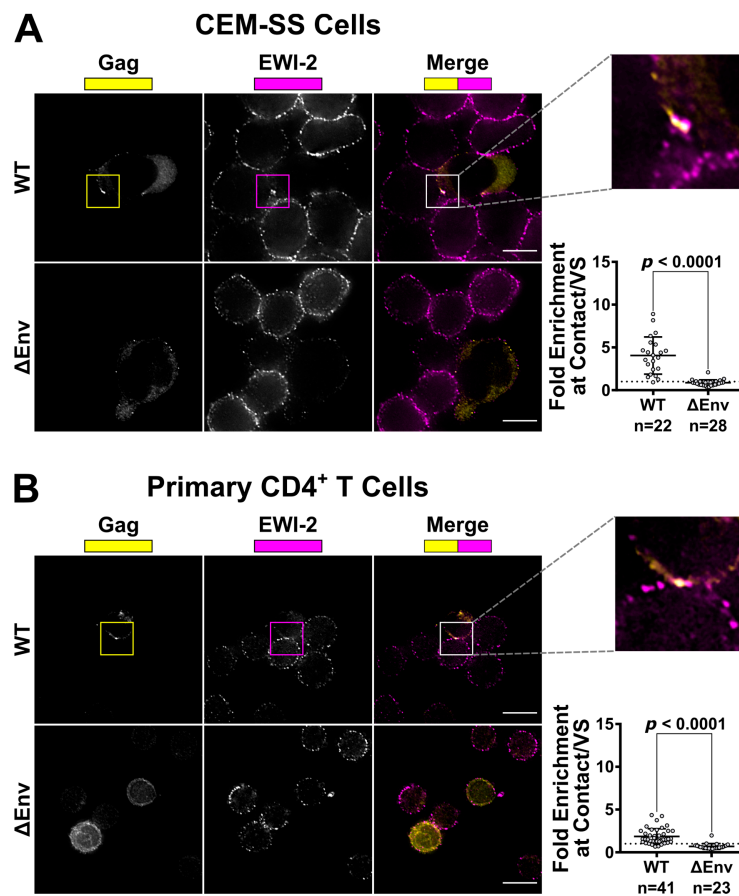 A
CEM-SS Cells
Gag
EWI-2
Merge
WT
ΔEnv
Fold Enrichment
at Contact/VS
p < 0.0001
15
10
5
0
WT
ΔEnv
n=22
n=28
B
Primary CD4⁺ T Cells
Gag
EWI-2
Merge
WT
ΔEnv
Fold Enrichment
at Contact/VS
p < 0.0001
15
10
5
0
WT
ΔEnv
n=41
n=23